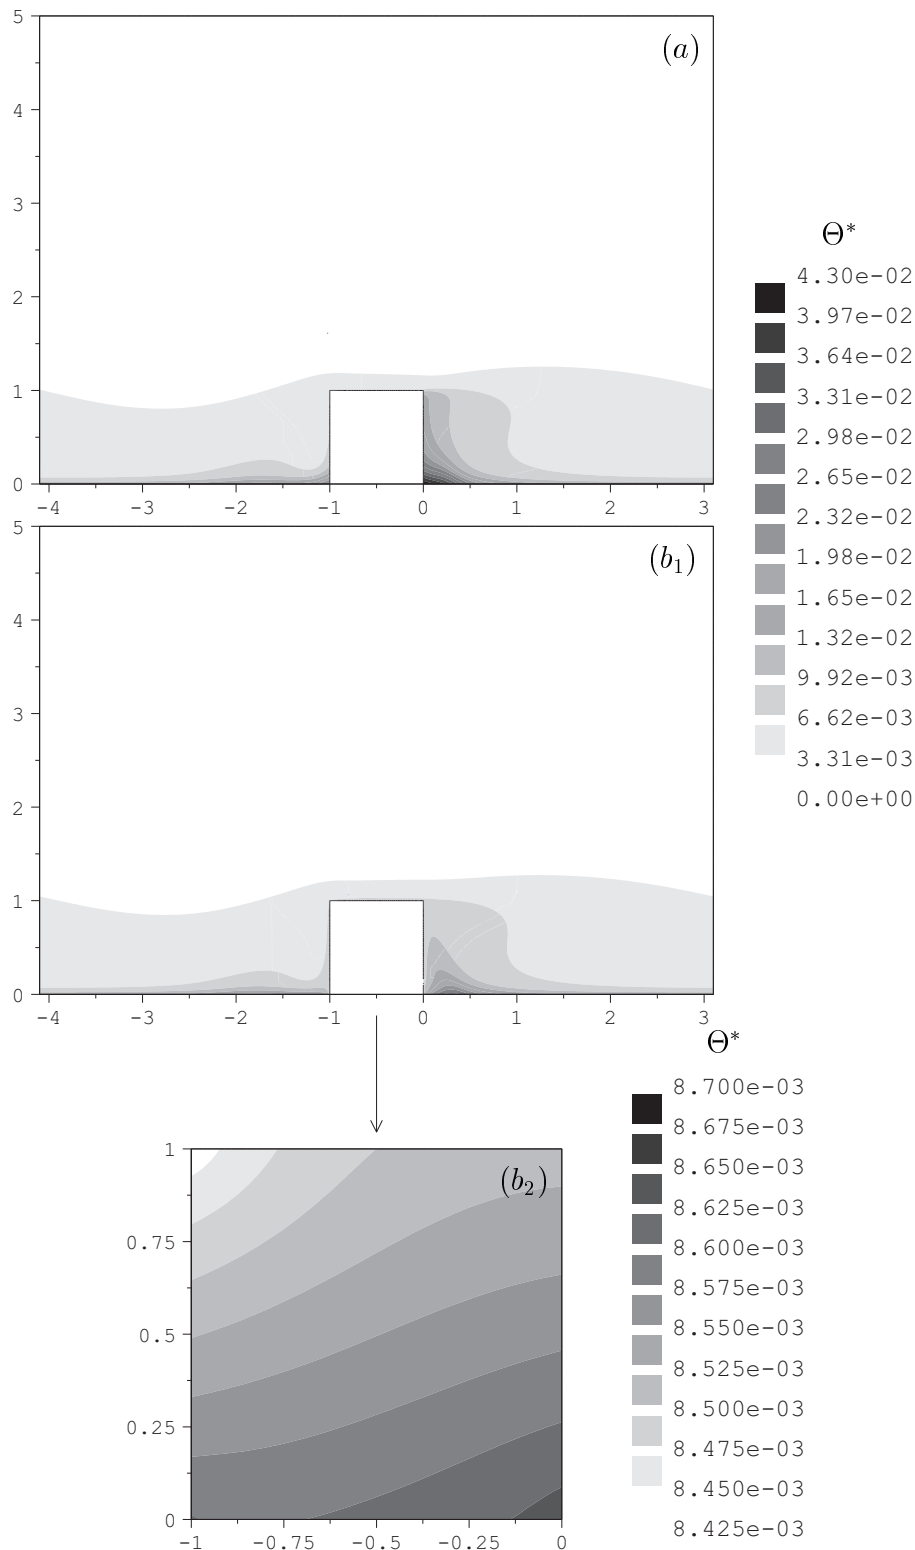 5
(a)
4
3
2
1
0
-4 -3 -2 -1 0 1 2 3
Θ*
4.30e-02
3.97e-02
3.64e-02
3.31e-02
2.98e-02
2.65e-02
2.32e-02
1.98e-02
1.65e-02
1.32e-02
9.92e-03
6.62e-03
3.31e-03
0.00e+00
5
(b₁)
4
3
2
1
0
-4 -3 -2 -1 0 1 2 3
Θ*
8.700e-03
8.675e-03
8.650e-03
8.625e-03
8.600e-03
8.575e-03
8.550e-03
8.525e-03
8.500e-03
8.475e-03
8.450e-03
8.425e-03
1
(b₂)
0.75
0.5
0.25
0
-1 -0.75 -0.5 -0.25 0